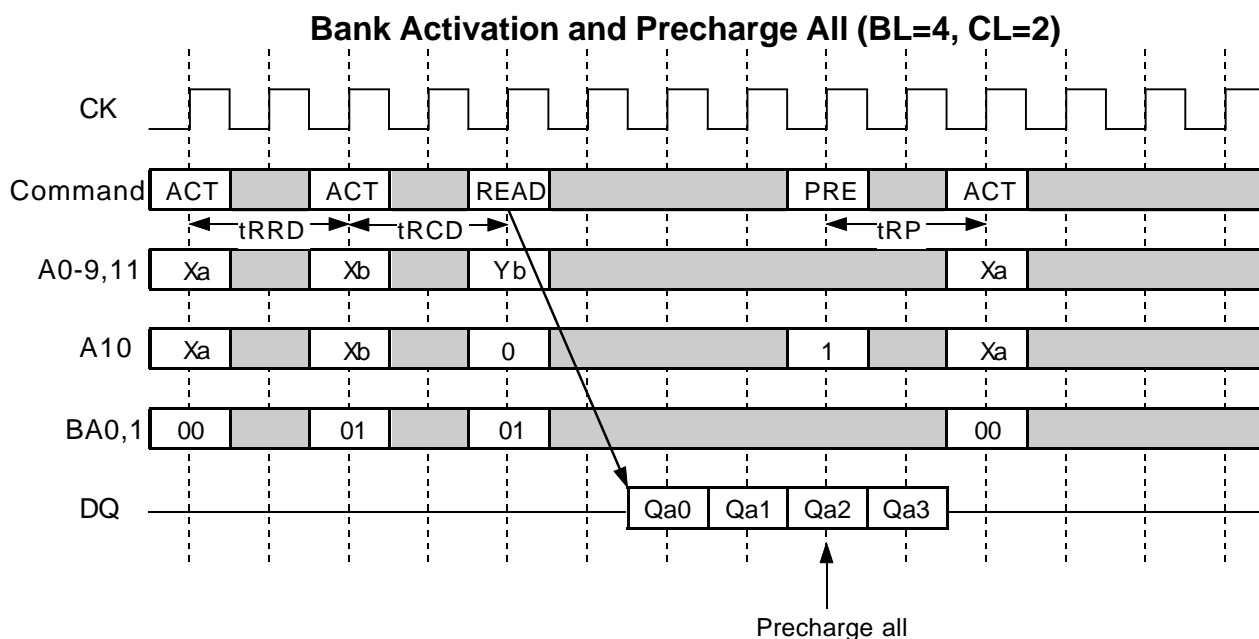 Bank Activation and Precharge All (BL=4, CL=2)
CK
Command ACT ACT READ PRE ACT
tRRD tRCD tRP
A0-9,11 Xa Xb Yb Xa
A10 Xa Xb 0 1 Xa
BA0,1 00 01 01 00
DQ Qa0 Qa1 Qa2 Qa3
Precharge all